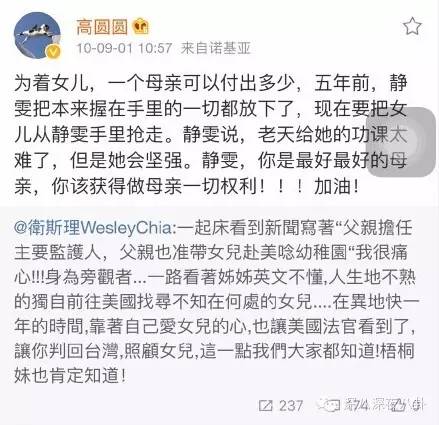 高圆圆
10-09-01 10:57 来自诺基亚
为着女儿，一个母亲可以付出多少，五年前，静
雯把本来握在手里的一切都放下了，现在要把女
儿从静雯手里抢走。静雯说，老天给她的功课太
难了，但是她会坚强。静雯，你是最好最好的母
亲，你该获得做母亲一切权利！！！加油！
@衛斯理WesleyChia:一起床看到新聞寫著“父親擔任
主要監護人，父親也准帶女兒赴美唸幼稚園“我很痛
心!!!身為旁觀者...一路看著姊姊英文不懂,人生地不熟
的獨自前往美國找尋不知在何處的女兒....在異地快一
年的時間,靠著自己愛女兒的心,也讓美國法官看到了,
讓你判回台灣,照顧女兒,這一點我們大家都知道!梧桐
妹也肯定知道!
237 174
深夜八卦